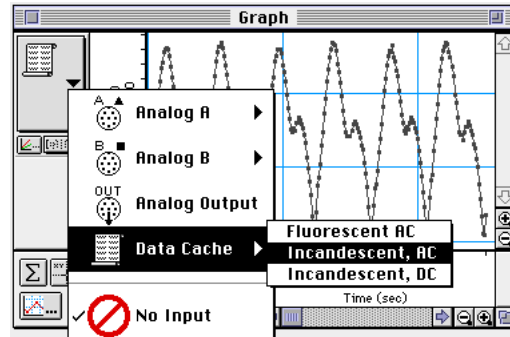 Graph
A
Analog A
B
Analog B
OUT
Analog Output
Data Cache
Fluorescent AC
Incandescent, AC
Incandescent, DC
Time (sec)
No Input